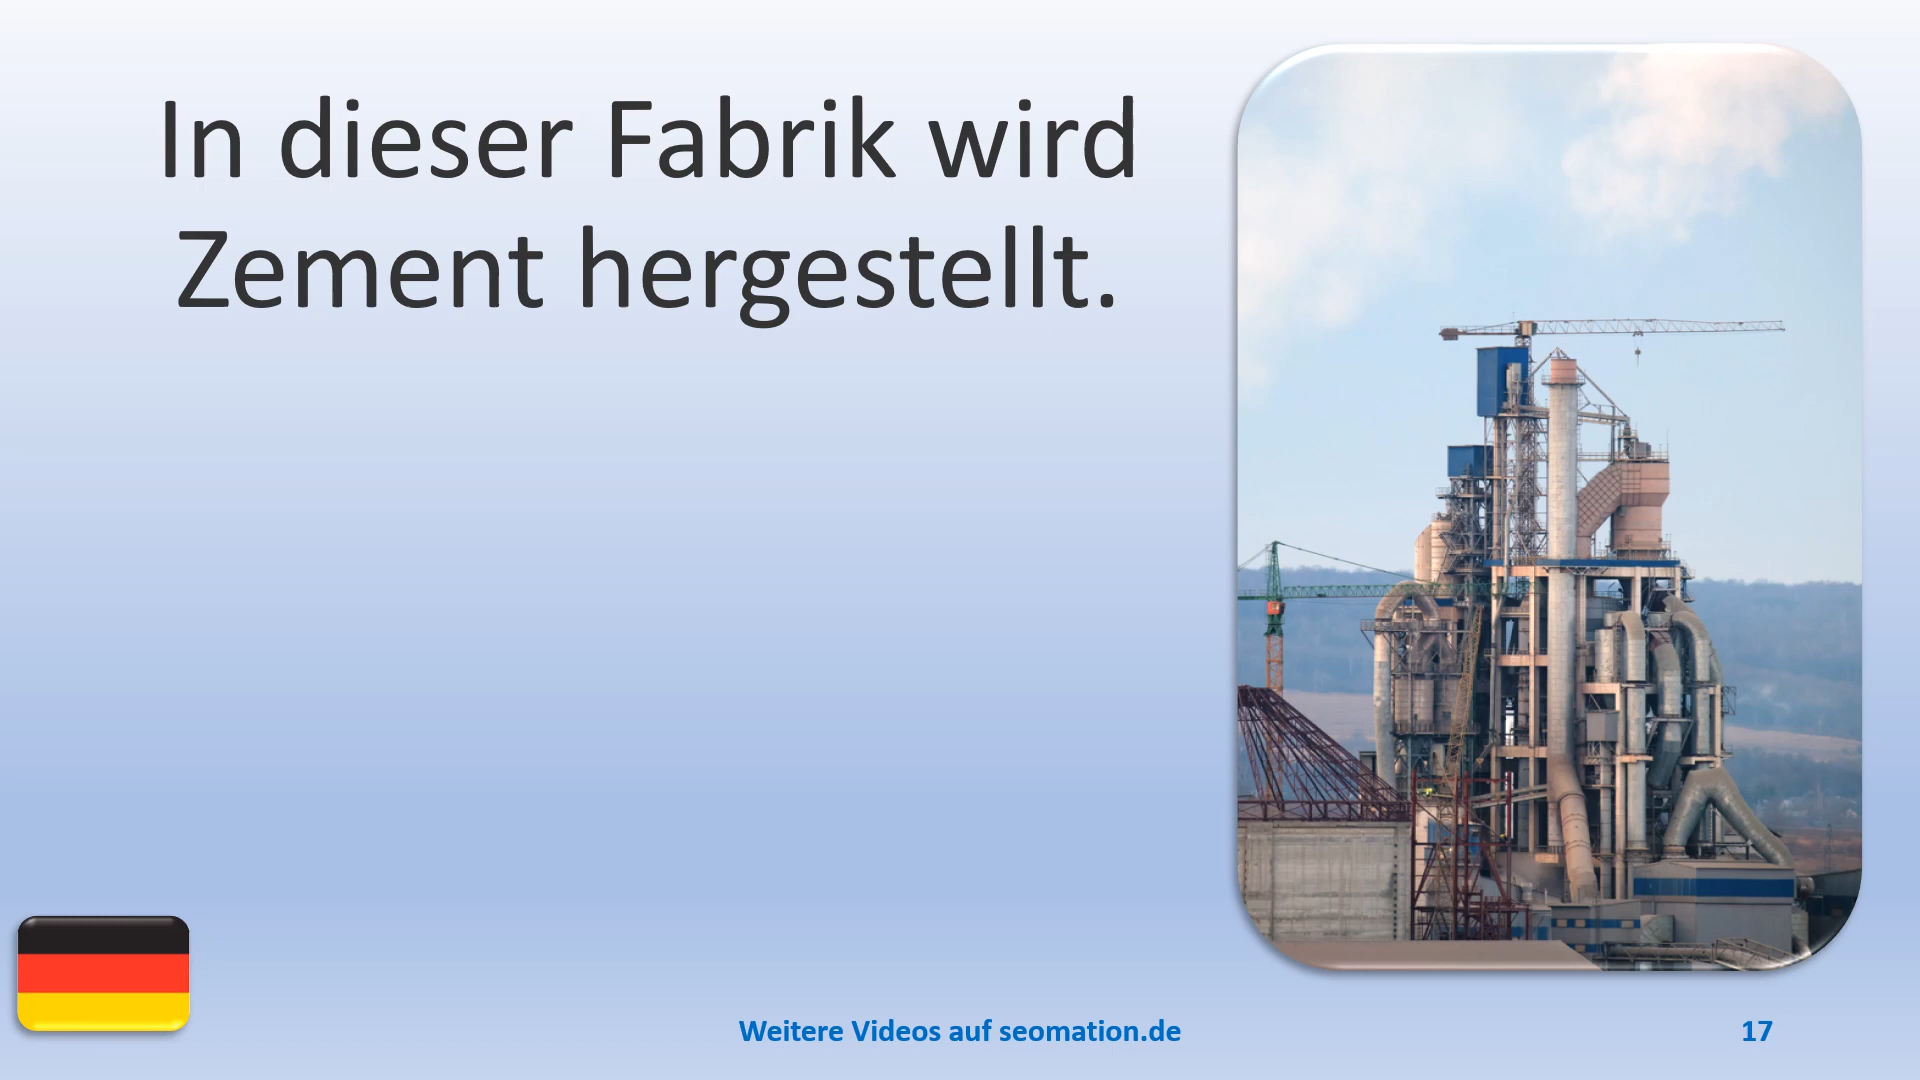 In dieser Fabrik wird
Zement hergestellt.
Weitere Videos auf seomation.de
17